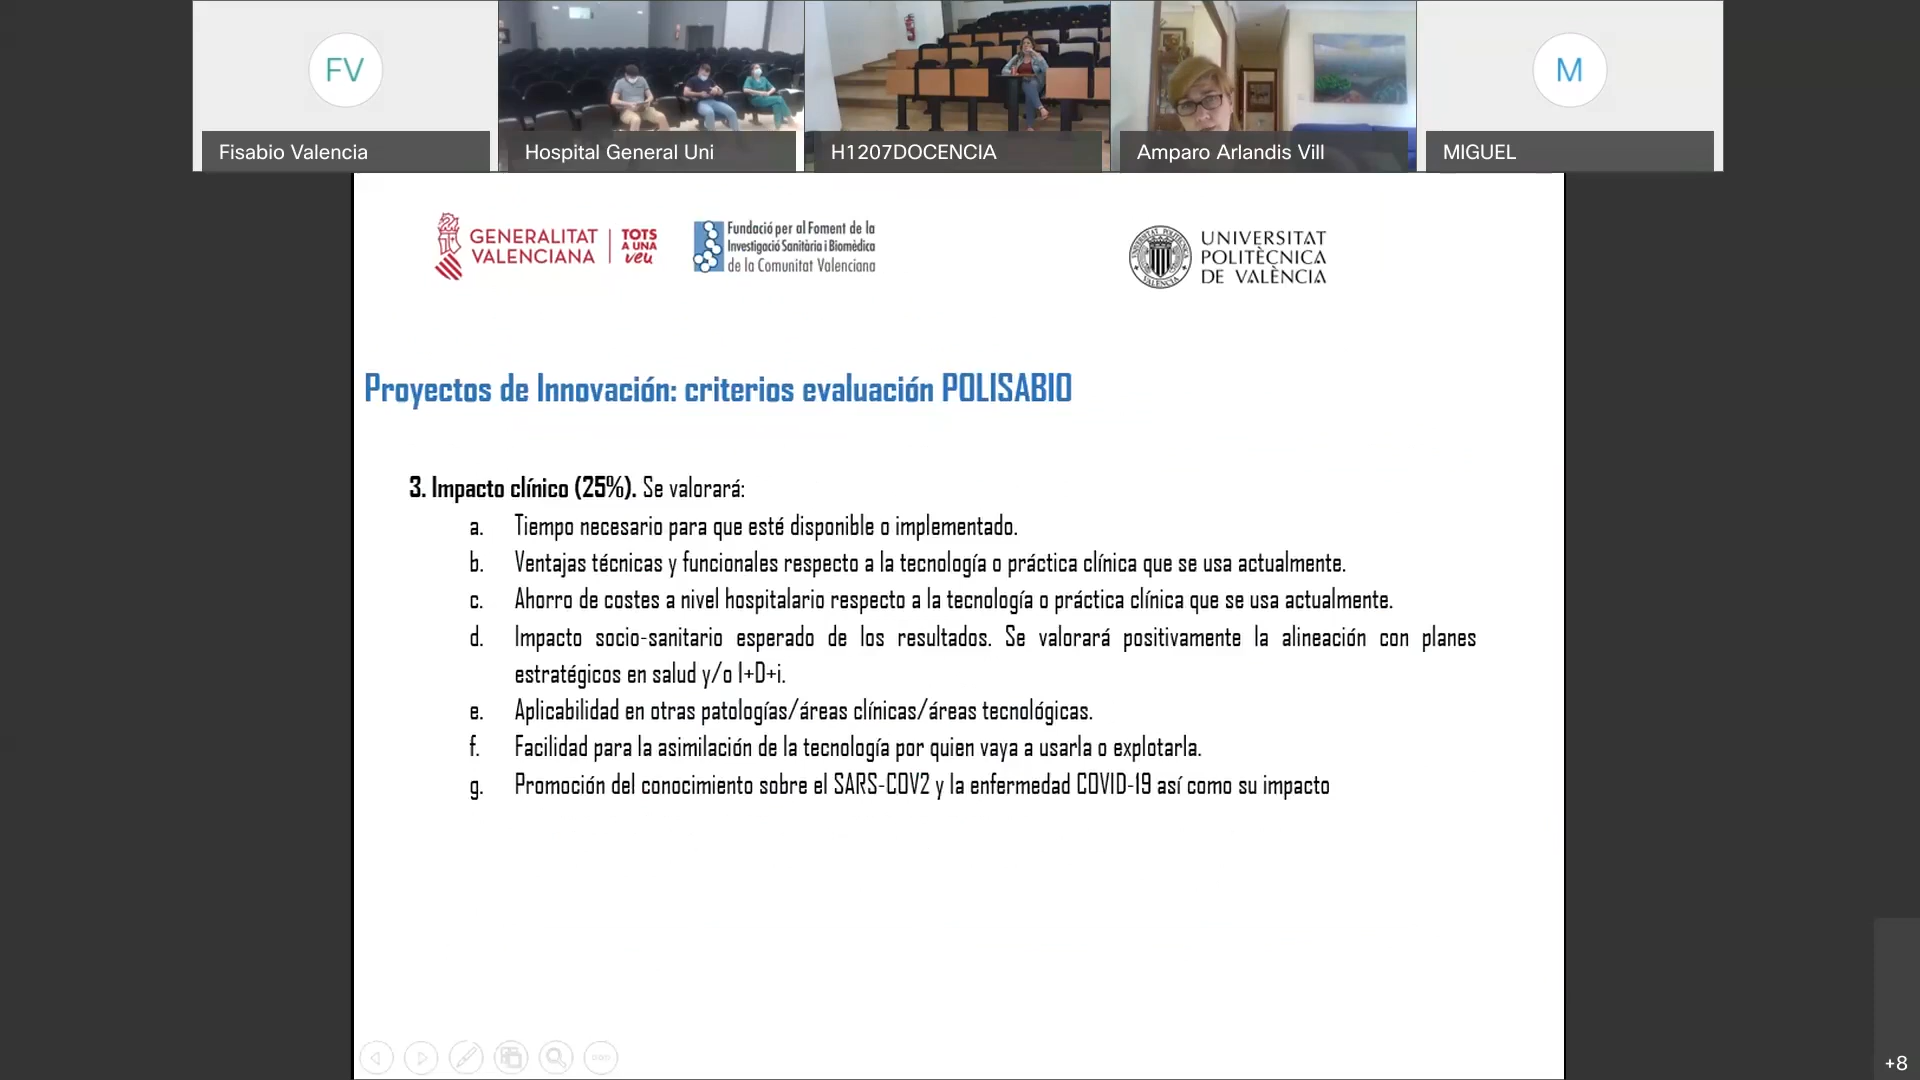 FV
M
Fisabio Valencia
Hospital General Uni
H1207DOCENCIA
Amparo Arlandis Vill
MIGUEL
GENERALITAT
VALENCIANA
TOTS
A UNA
veu
Fundació per al Foment de la
Investigació Sanitària i Biomèdica
de la Comunitat Valenciana
UNIVERSITAT
POLITÈCNICA
DE VALÈNCIA
Proyectos de Innovación: criterios evaluación POLISABIO
3. Impacto clínico (25%). Se valorará:
a. Tiempo necesario para que esté disponible o implementado.
b. Ventajas técnicas y funcionales respecto a la tecnología o práctica clínica que se usa actualmente.
c. Ahorro de costes a nivel hospitalario respecto a la tecnología o práctica clínica que se usa actualmente.
d. Impacto socio-sanitario esperado de los resultados. Se valorará positivamente la alineación con planes
estratégicos en salud y/o I+D+i.
e. Aplicabilidad en otras patologías/áreas clínicas/áreas tecnológicas.
f. Facilidad para la asimilación de la tecnología por quien vaya a usarla o explotarla.
g. Promoción del conocimiento sobre el SARS-COV2 y la enfermedad COVID-19 así como su impacto
+8